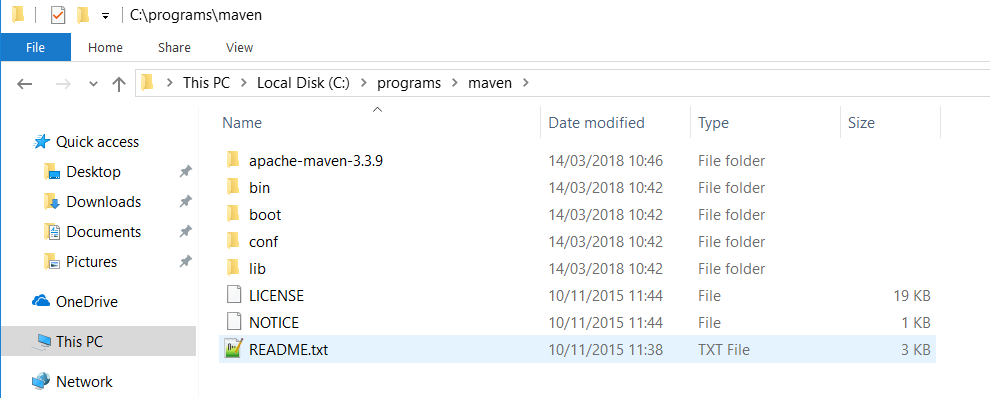 C:\programs\maven
File Home Share View
This PC Local Disk (C:) programs maven
Name Date modified Type Size
Quick access
Desktop
Downloads
Documents
Pictures
OneDrive
This PC
Network
apache-maven-3.3.9 14/03/2018 10:46 File folder
bin 14/03/2018 10:42 File folder
boot 14/03/2018 10:42 File folder
conf 14/03/2018 10:42 File folder
lib 14/03/2018 10:42 File folder
LICENSE 10/11/2015 11:44 File 19 KB
NOTICE 10/11/2015 11:44 File 1 KB
README.txt 10/11/2015 11:38 TXT File 3 KB